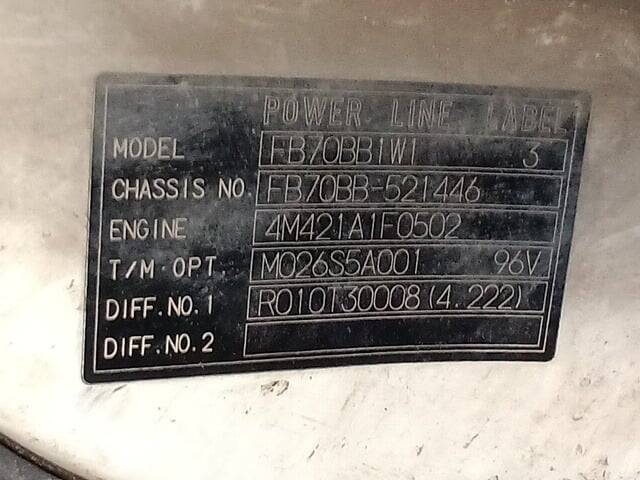 POWER LINE LABEL
MODEL FB70BB1W1 3
CHASSIS NO. FB70BB-521446
ENGINE 4M421A1F0502
T/M·OPT. M026S5A001 96V
DIFF.NO.1 R010T30008(4.222)
DIFF.NO.2